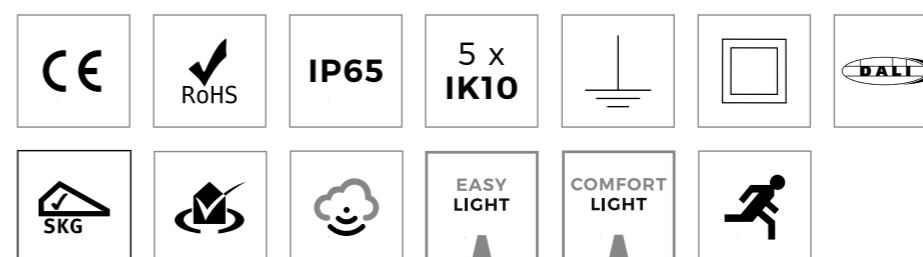 CE
RoHS
IP65
5 x
IK10
DALI
SKG
EASY
LIGHT
COMFORT
LIGHT